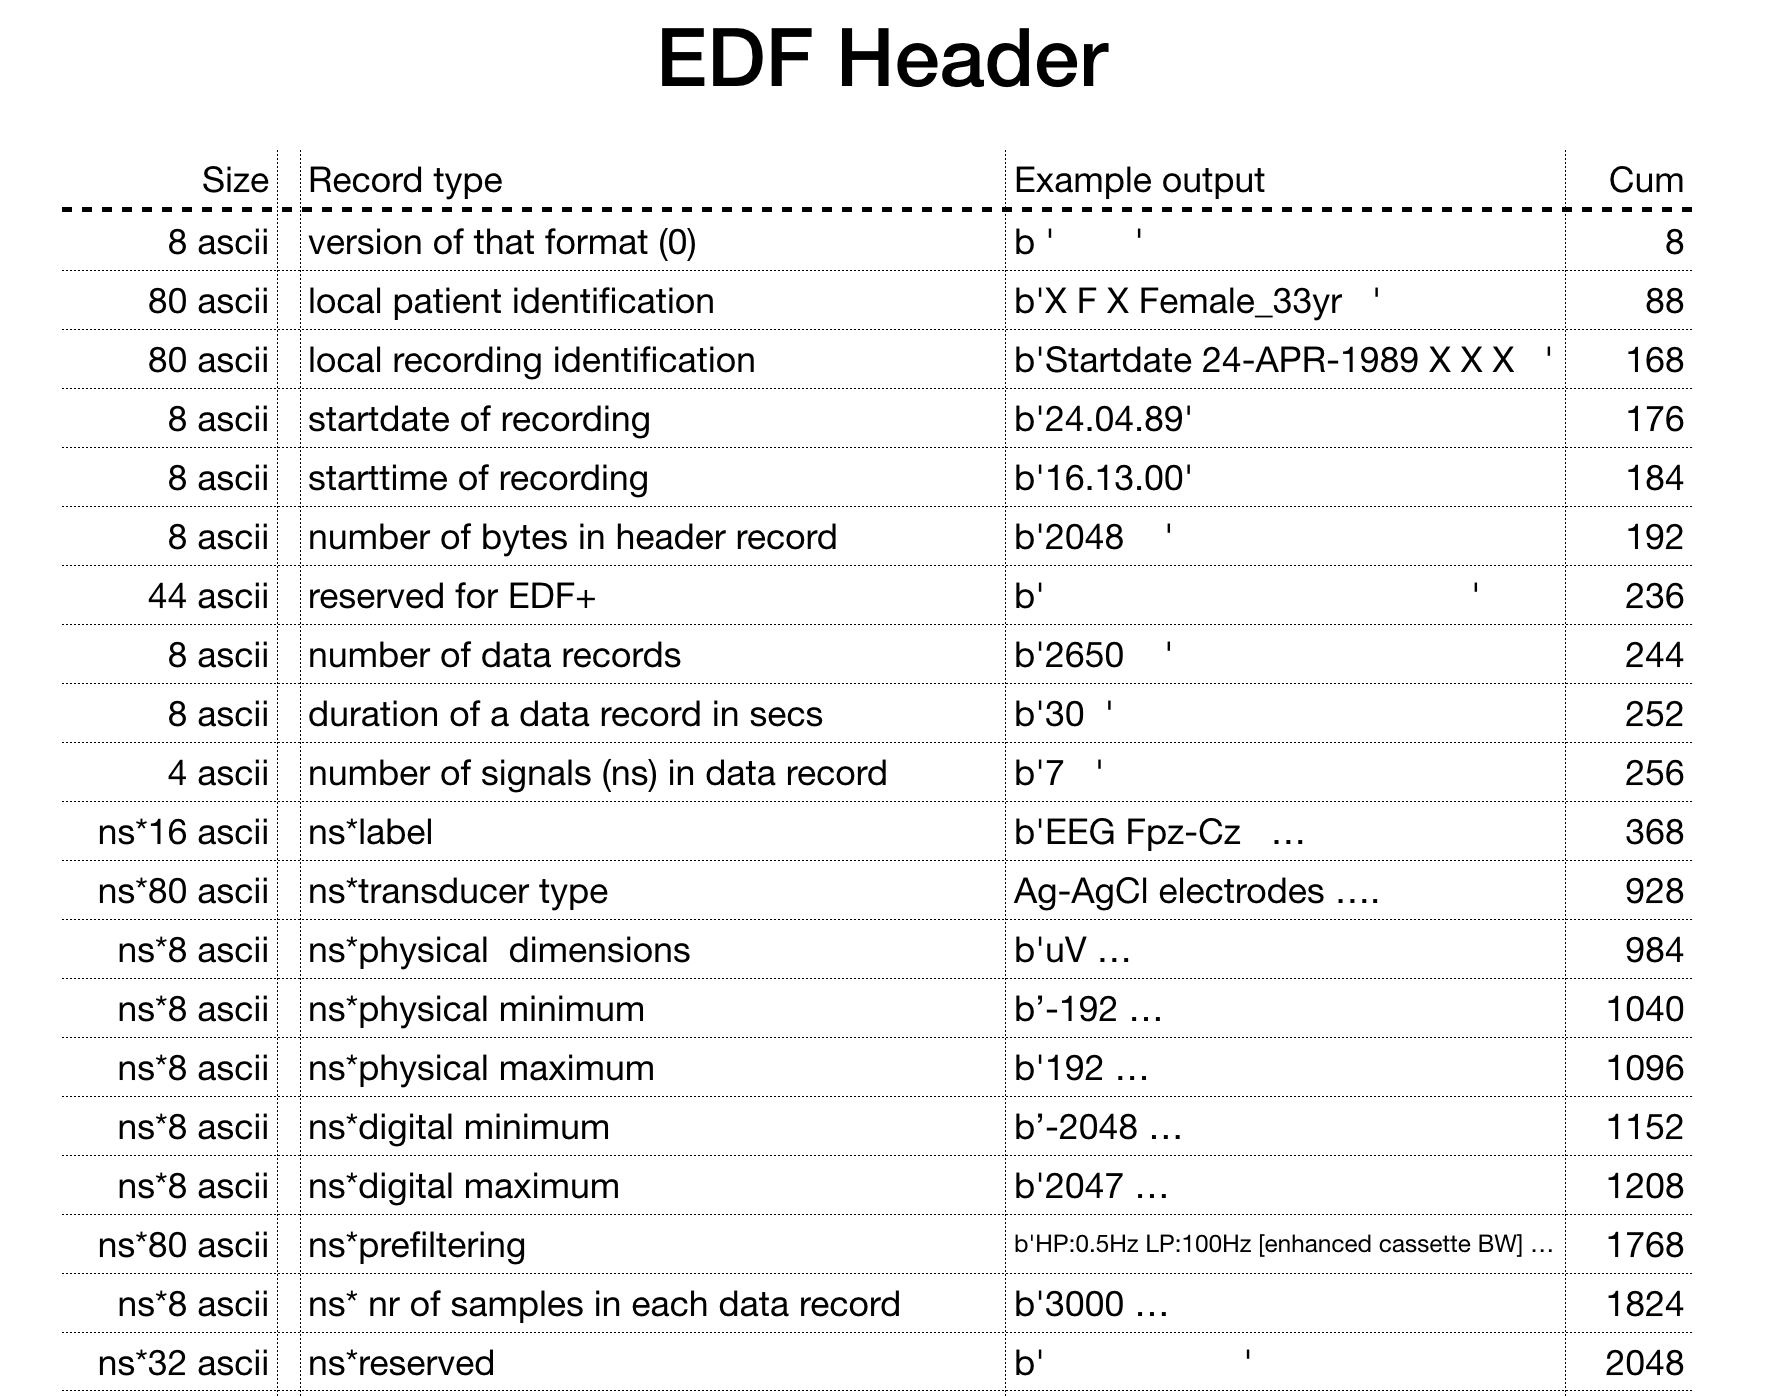 EDF Header
Size Record type Example output Cum
8 ascii version of that format (0) b '        ' 8
80 ascii local patient identification b'X F X Female_33yr   ' 88
80 ascii local recording identification b'Startdate 24-APR-1989 X X X   ' 168
8 ascii startdate of recording b'24.04.89' 176
8 ascii starttime of recording b'16.13.00' 184
8 ascii number of bytes in header record b'2048    ' 192
44 ascii reserved for EDF+ b'                                            ' 236
8 ascii number of data records b'2650    ' 244
8 ascii duration of a data record in secs b'30  ' 252
4 ascii number of signals (ns) in data record b'7   ' 256
ns*16 ascii ns*label b'EEG Fpz-Cz   … 368
ns*80 ascii ns*transducer type Ag-AgCl electrodes …. 928
ns*8 ascii ns*physical  dimensions b'uV … 984
ns*8 ascii ns*physical minimum b’-192 … 1040
ns*8 ascii ns*physical maximum b'192 … 1096
ns*8 ascii ns*digital minimum b’-2048 … 1152
ns*8 ascii ns*digital maximum b'2047 … 1208
ns*80 ascii ns*prefiltering b'HP:0.5Hz LP:100Hz [enhanced cassette BW] … 1768
ns*8 ascii ns* nr of samples in each data record b'3000 … 1824
ns*32 ascii ns*reserved b'                    ' 2048